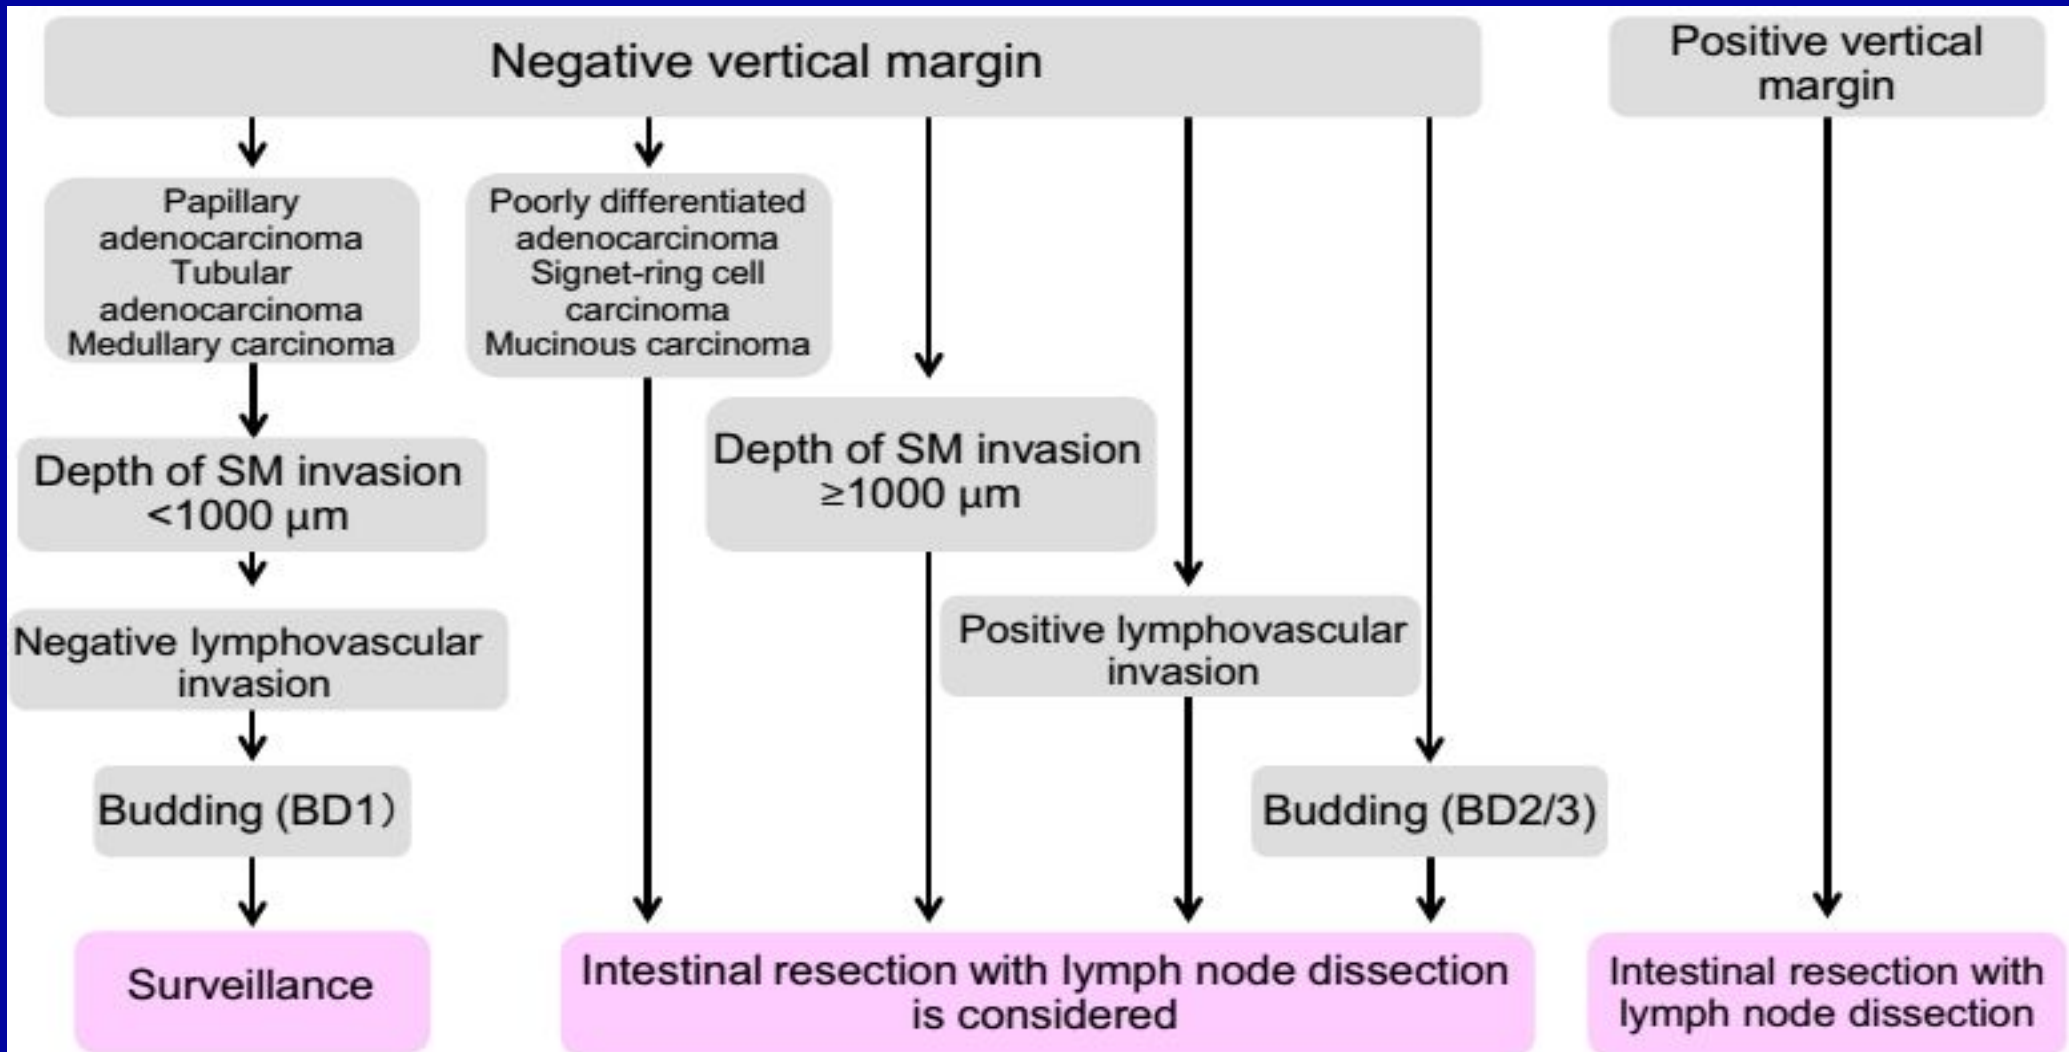 Negative vertical margin
Positive vertical
margin
Papillary
adenocarcinoma
Tubular
adenocarcinoma
Medullary carcinoma
Poorly differentiated
adenocarcinoma
Signet-ring cell
carcinoma
Mucinous carcinoma
Depth of SM invasion
<1000 μm
Depth of SM invasion
≥1000 μm
Negative lymphovascular
invasion
Positive lymphovascular
invasion
Budding (BD1）
Budding (BD2/3)
Surveillance
Intestinal resection with lymph node dissection
is considered
Intestinal resection with
lymph node dissection